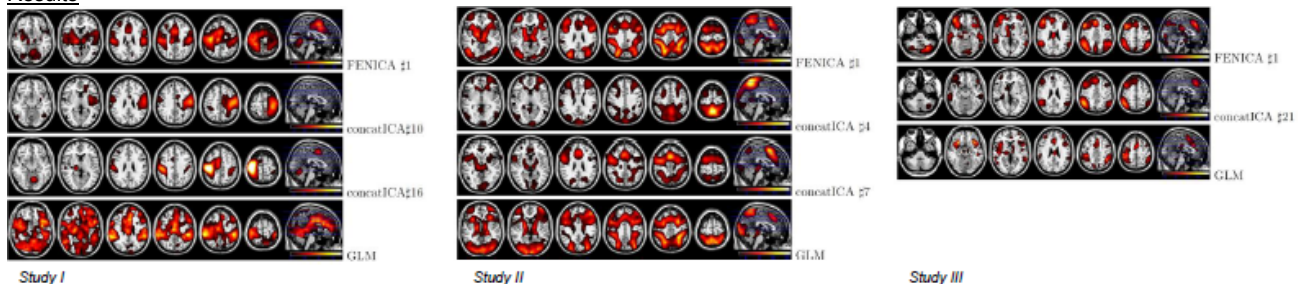 Results
FENICA ♯1
concatICA♯10
concatICA♯16
GLM
Study I
FENICA ♯1
concatICA ♯4
concatICA ♯7
GLM
Study II
FENICA ♯1
concatICA ♯21
GLM
Study III